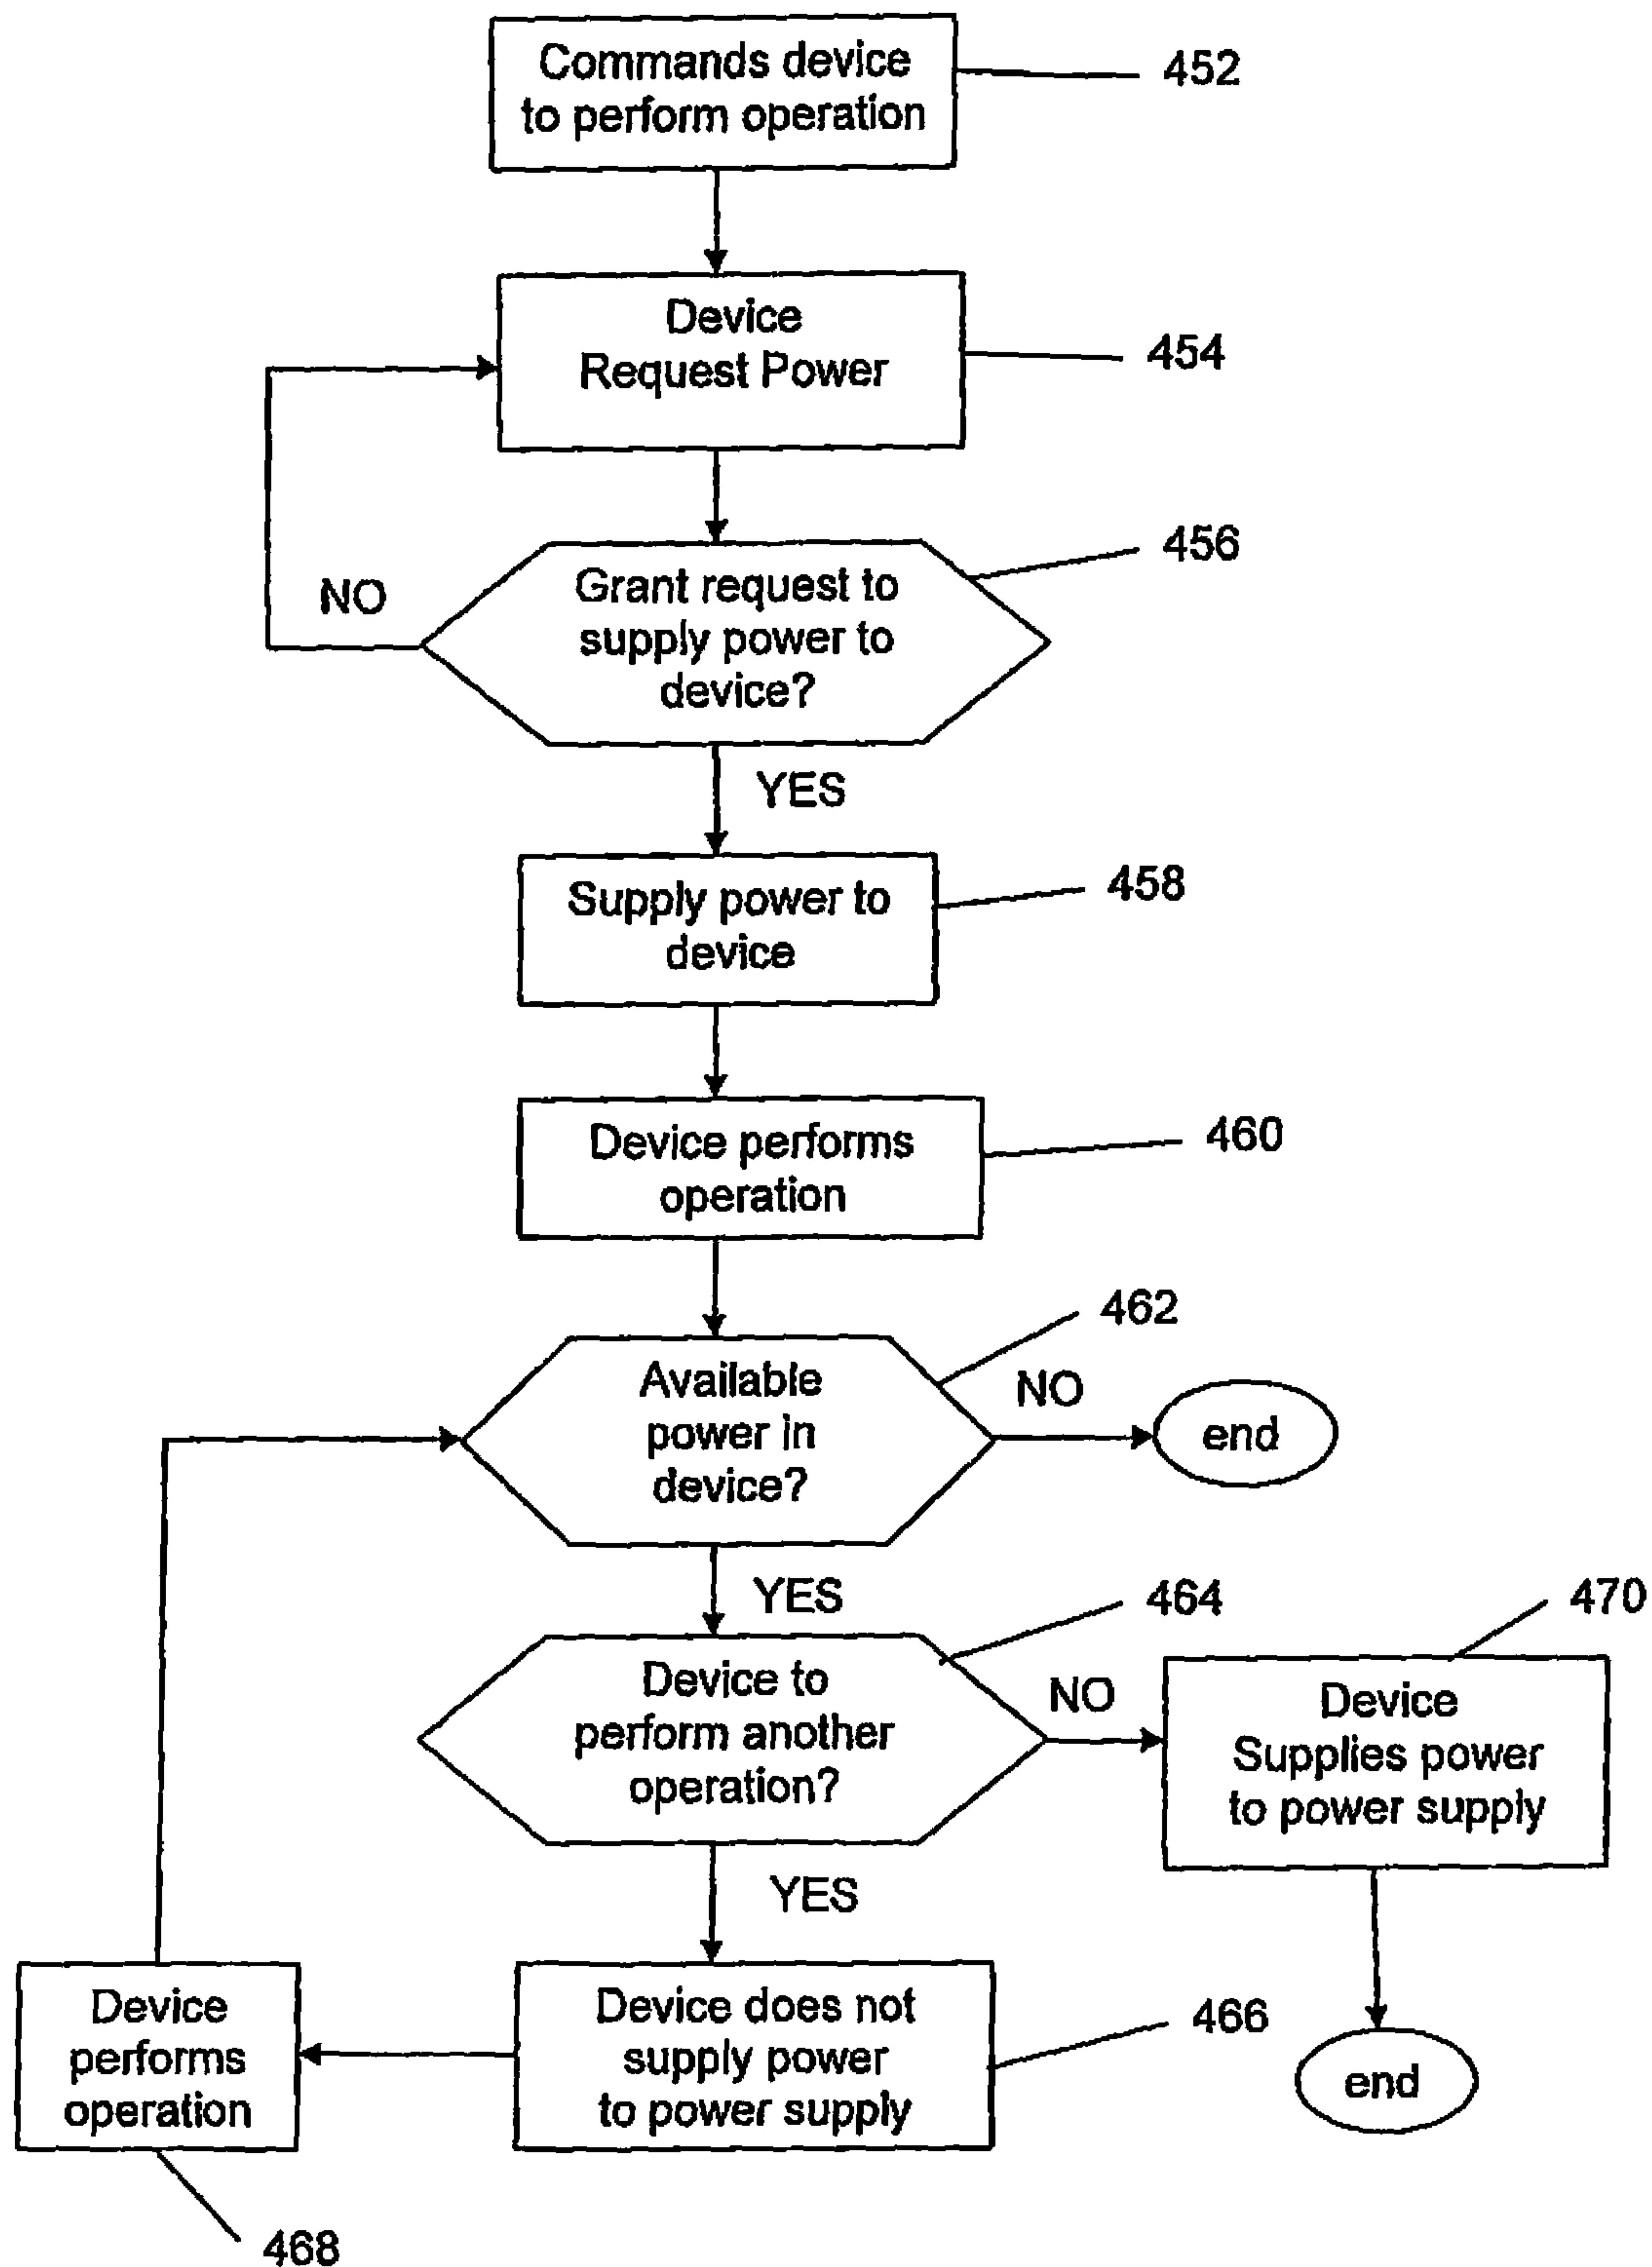 Commands device
to perform operation
452
Device
Request Power
454
Grant request to
supply power to
device?
456
NO
YES
Supply power to
device
458
Device performs
operation
460
Available
power in
device?
462
NO
end
YES
Device to
perform another
operation?
464
NO
Device
Supplies power
to power supply
470
YES
Device does not
supply power
to power supply
466
Device
performs
operation
468
end